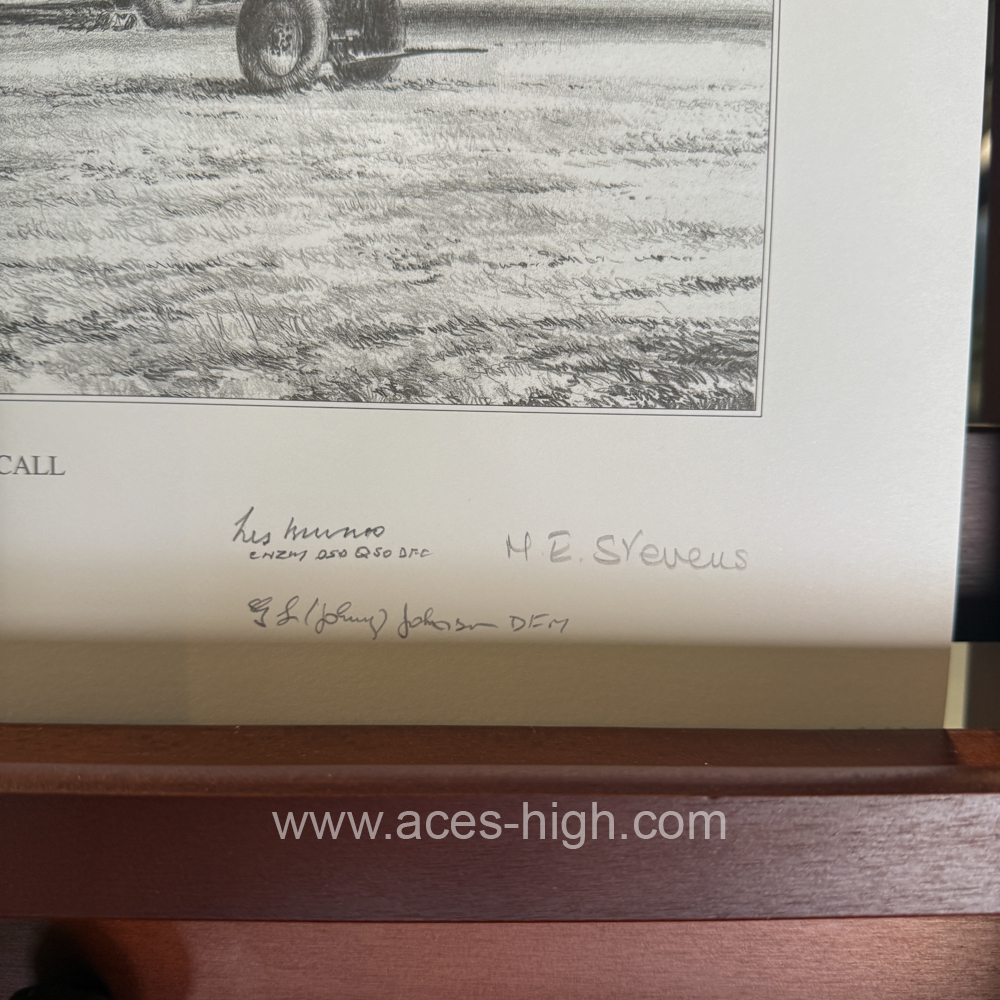 CALL
Les Munro
CNZM DSO QSO DFC
M. E. Stevens
G L (Johnny) Johnson DFM
www.aces-high.com